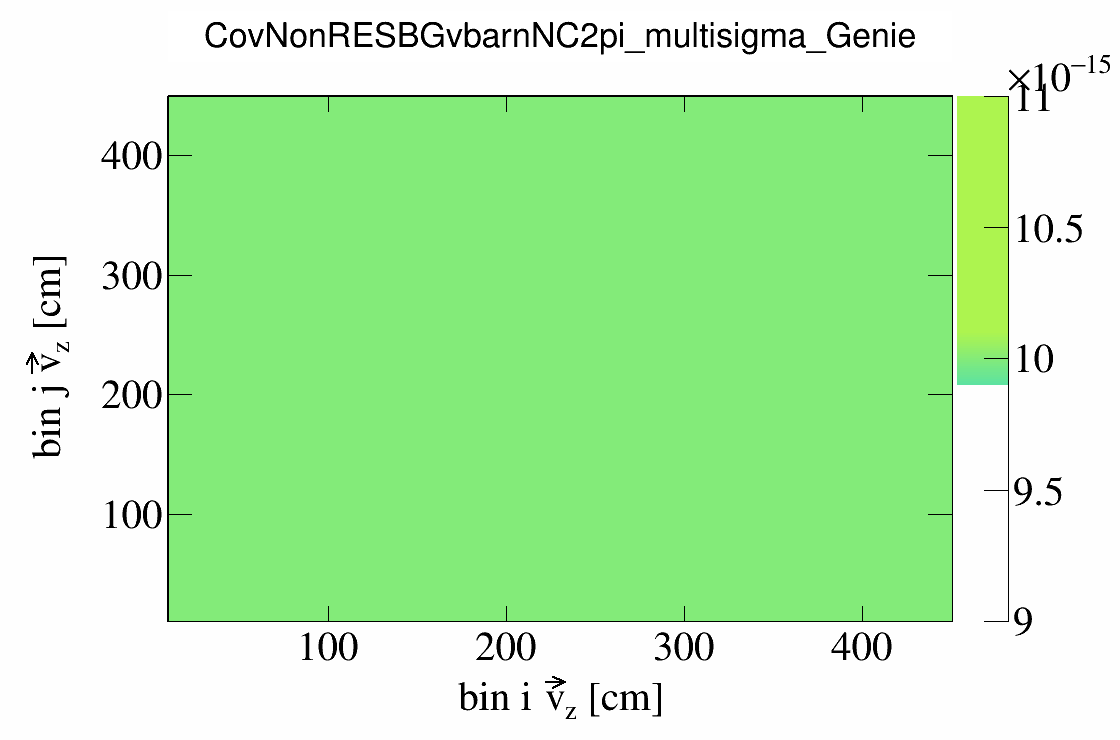 CovNonRESBGvbarnNC2pi_multisigma_Genie
×10⁻¹⁵
11
10.5
10
9.5
9
400
300
200
100
bin j v⃗z [cm]
100 200 300 400
bin i v⃗z [cm]